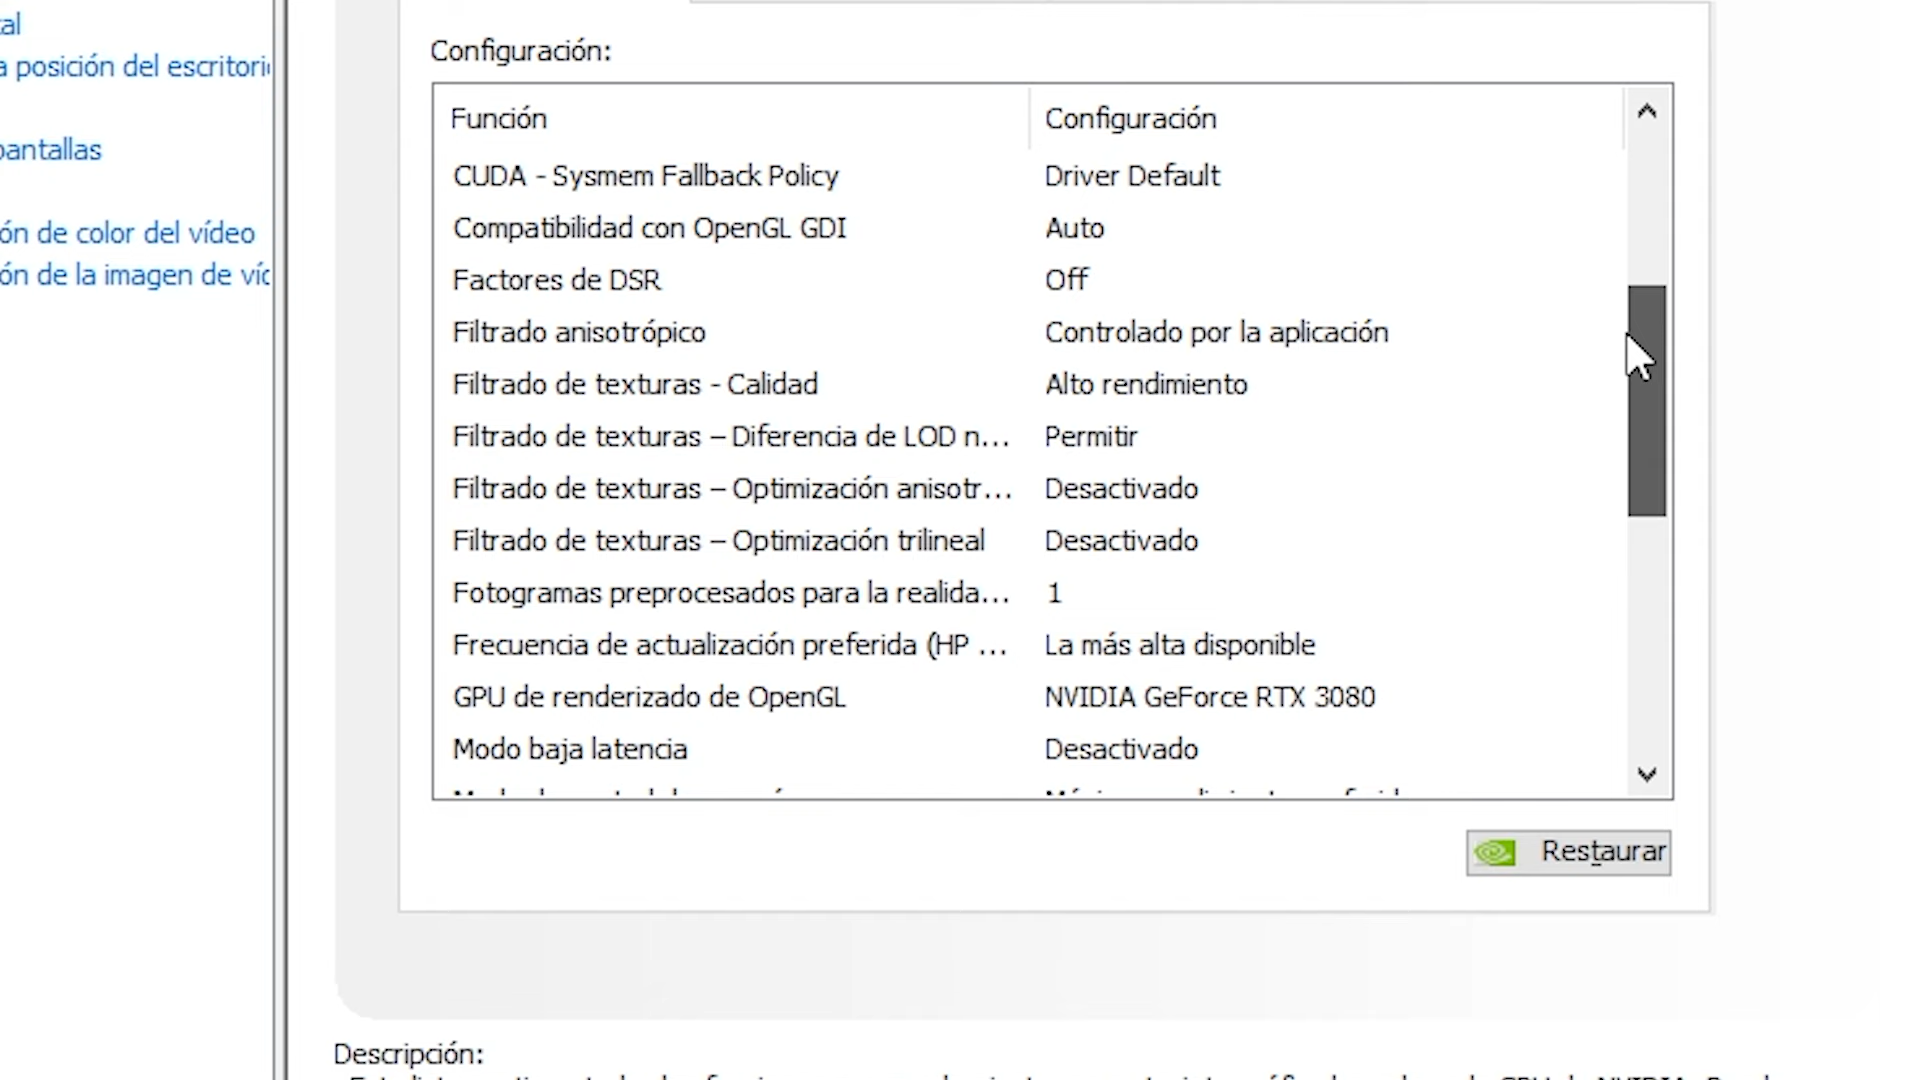 tal
a posición del escritori
pantallas
ón de color del vídeo
ón de la imagen de víd
Configuración:
Función Configuración
CUDA - Sysmem Fallback Policy Driver Default
Compatibilidad con OpenGL GDI Auto
Factores de DSR Off
Filtrado anisotrópico Controlado por la aplicación
Filtrado de texturas - Calidad Alto rendimiento
Filtrado de texturas – Diferencia de LOD n... Permitir
Filtrado de texturas – Optimización anisotr... Desactivado
Filtrado de texturas – Optimización trilineal Desactivado
Fotogramas preprocesados para la realida... 1
Frecuencia de actualización preferida (HP ... La más alta disponible
GPU de renderizado de OpenGL NVIDIA GeForce RTX 3080
Modo baja latencia Desactivado
Restaurar
Descripción: